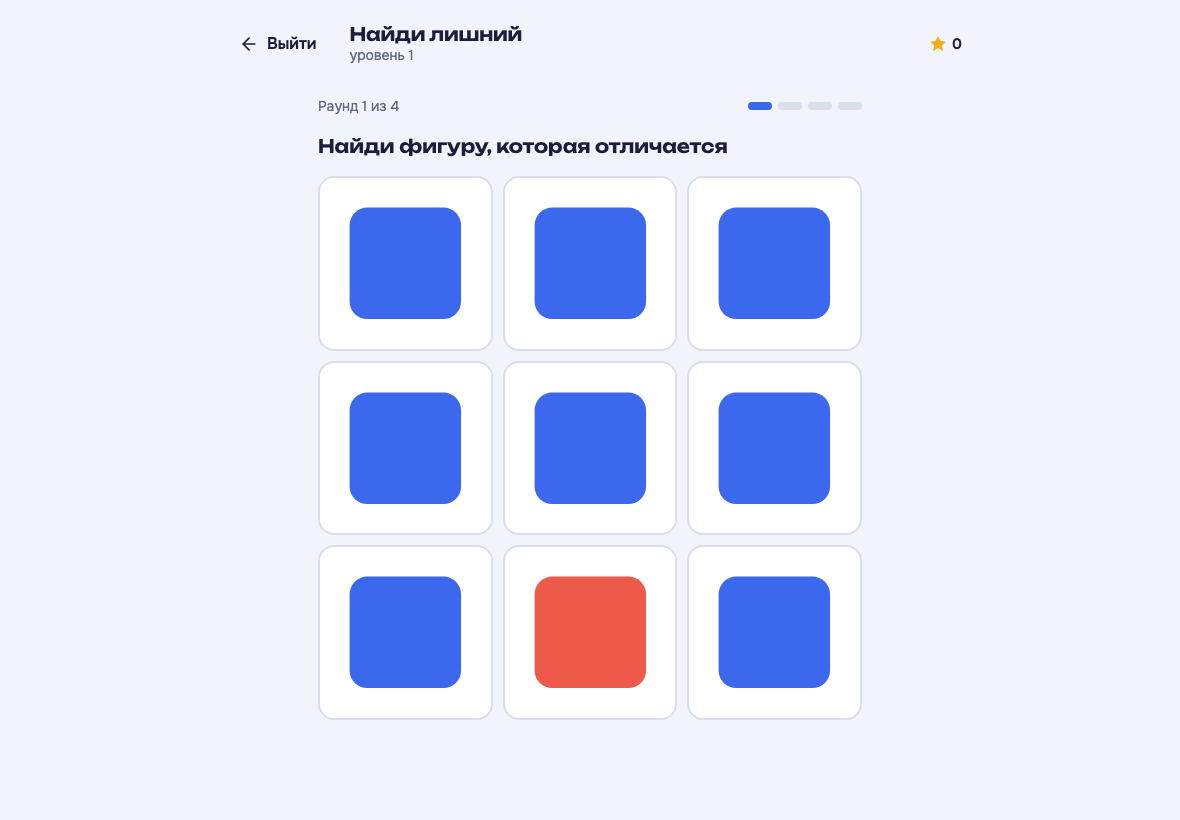 Выйти
Найди лишний
уровень 1
0
Раунд 1 из 4
Найди фигуру, которая отличается